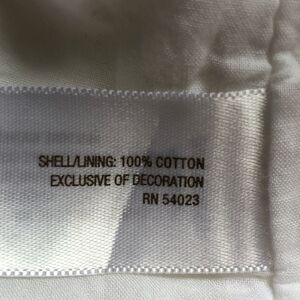 SHELL/LINING: 100% COTTON
EXCLUSIVE OF DECORATION
RN 54023